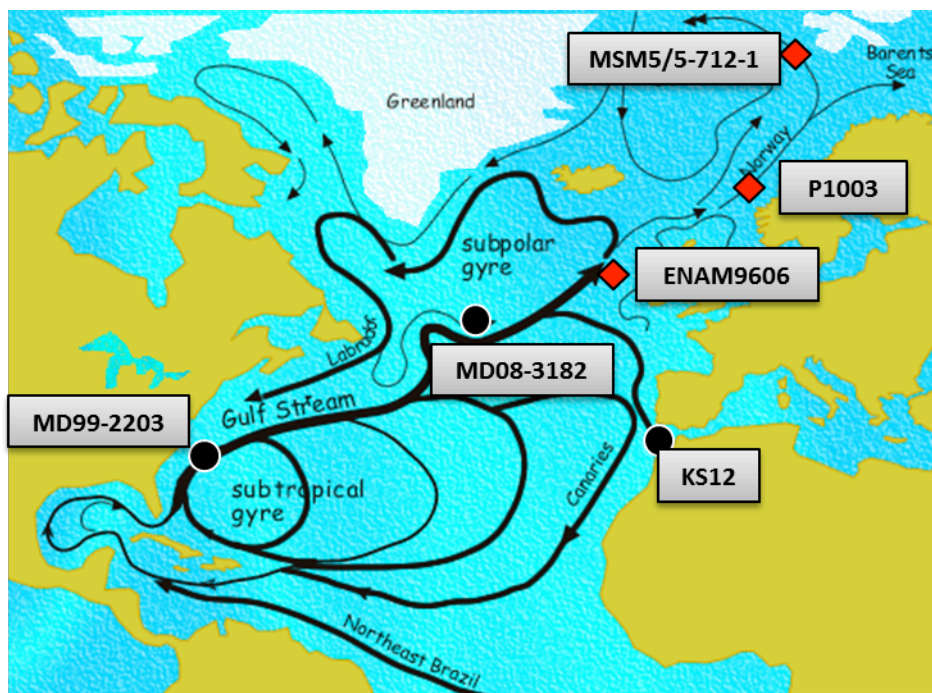 MSM5/5-712-1
Barents
Sea
Greenland
Norway
P1003
subpolar
gyre
ENAM9606
Labrador
MD08-3182
Gulf Stream
MD99-2203
KS12
subtropical
gyre
Canaries
Northeast Brazil